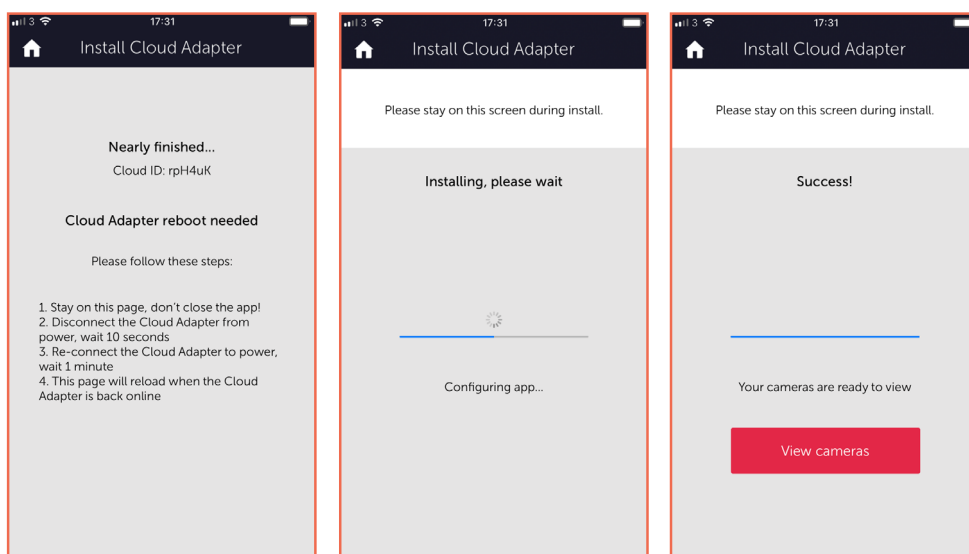 3 17:31
Install Cloud Adapter
Nearly finished...
Cloud ID: rpH4uK
Cloud Adapter reboot needed
Please follow these steps:
1. Stay on this page, don't close the app!
2. Disconnect the Cloud Adapter from
power, wait 10 seconds
3. Re-connect the Cloud Adapter to power,
wait 1 minute
4. This page will reload when the Cloud
Adapter is back online
3 17:31
Install Cloud Adapter
Please stay on this screen during install.
Installing, please wait
Configuring app...
3 17:31
Install Cloud Adapter
Please stay on this screen during install.
Success!
Your cameras are ready to view
View cameras